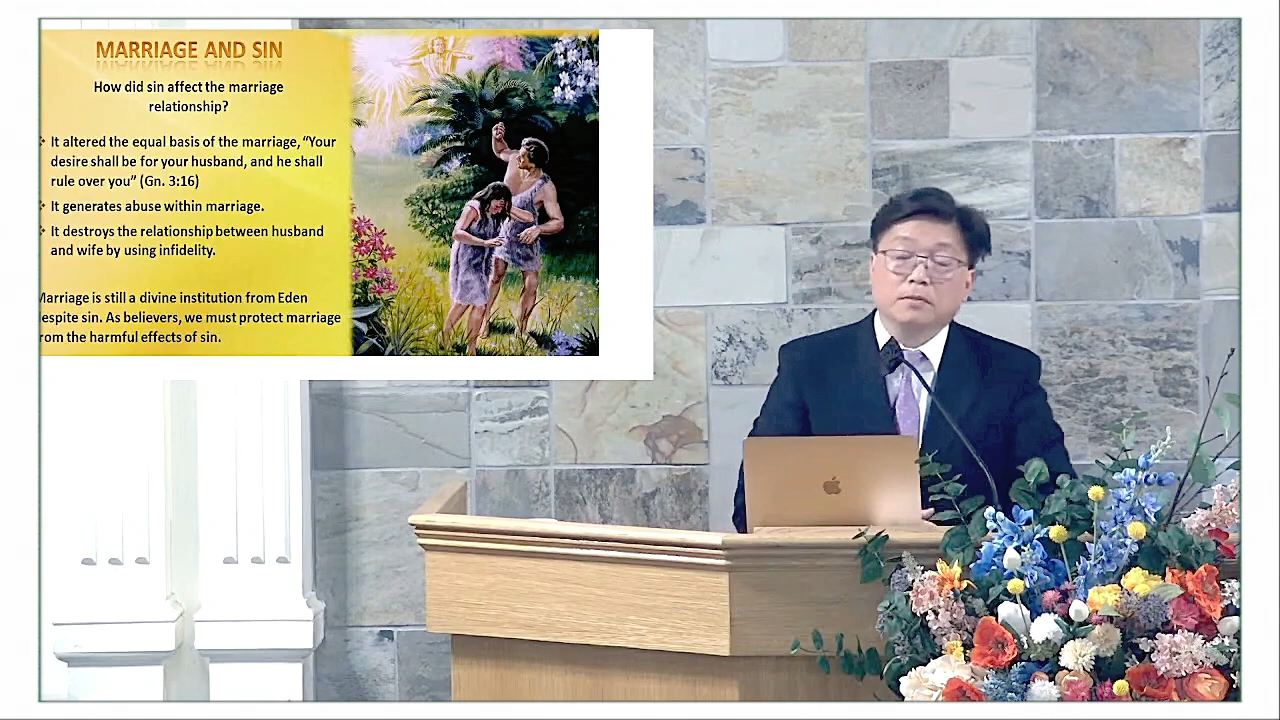 MARRIAGE AND SIN
How did sin affect the marriage
relationship?
It altered the equal basis of the marriage, “Your
desire shall be for your husband, and he shall
rule over you” (Gn. 3:16)
It generates abuse within marriage.
It destroys the relationship between husband
and wife by using infidelity.
Marriage is still a divine institution from Eden
espite sin. As believers, we must protect marriage
rom the harmful effects of sin.